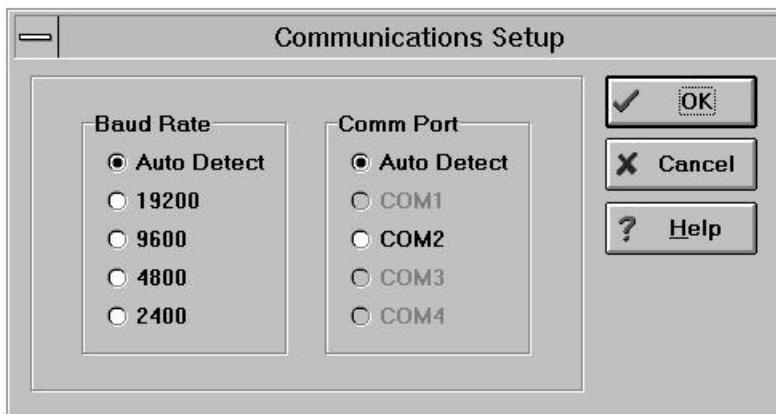 Communications Setup
Baud Rate
Auto Detect
19200
9600
4800
2400
Comm Port
Auto Detect
COM1
COM2
COM3
COM4
OK
Cancel
Help